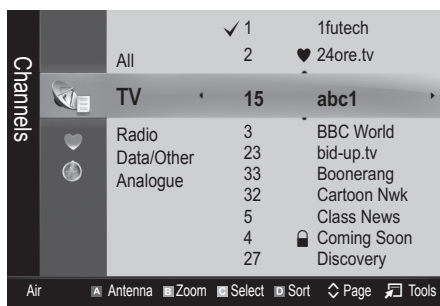 Channels
1 1futech
All 2 ♥ 24ore.tv
TV 15 abc1
Radio 3 BBC World
Data/Other 23 bid-up.tv
Analogue 33 Boonerang
32 Cartoon Nwk
5 Class News
4 Coming Soon
27 Discovery
Air A Antenna B Zoom C Select D Sort Page Tools